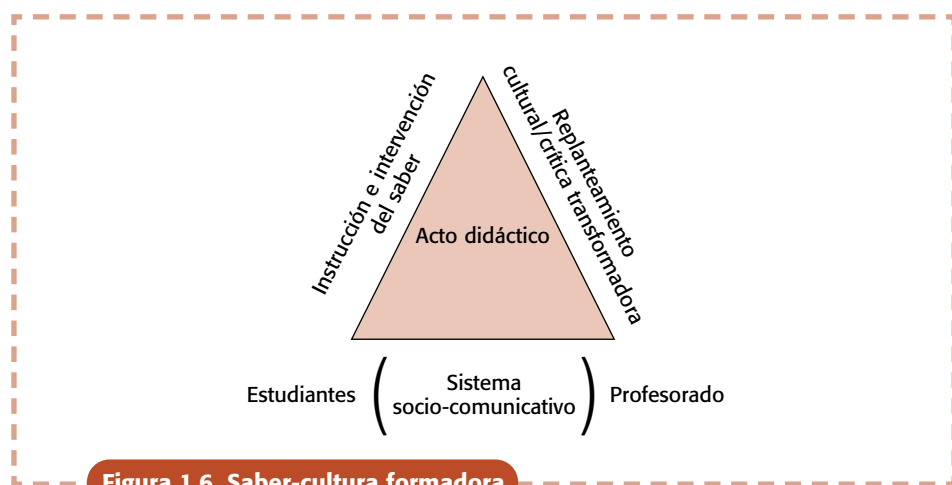 Instrucción e intervención
del saber
Replanteamiento
cultural/crítica transformadora
Acto didáctico
Estudiantes
Sistema
socio-comunicativo
Profesorado
Figura 1.6. Saber-cultura formadora